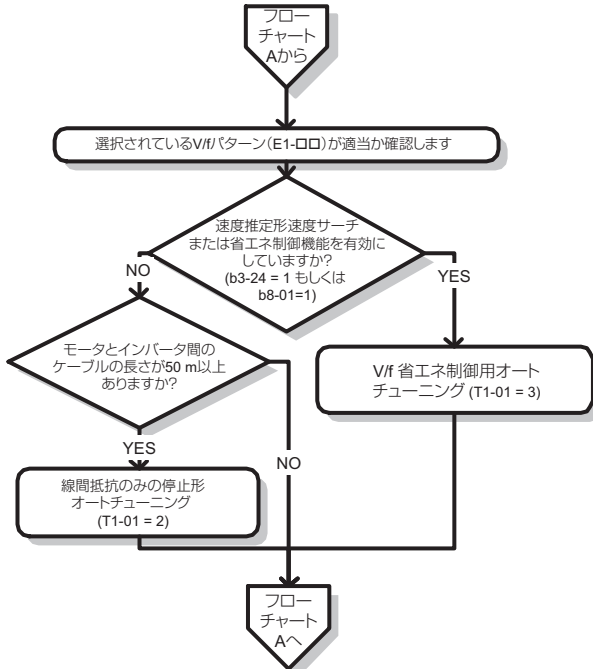 フロー
チャート
Aから
選択されているV/fパターン（E1-□□）が適当か確認します
速度推定形速度サーチ
または省エネ制御機能を有効に
していますか？
(b3-24 = 1 もしくは
b8-01=1)
NO
YES
モータとインバータ間の
ケーブルの長さが50 m以上
ありますか？
V/f 省エネ制御用オート
チューニング (T1-01 = 3)
YES
NO
線間抵抗のみの停止形
オートチューニング
(T1-01 = 2)
フロー
チャート
Aへ